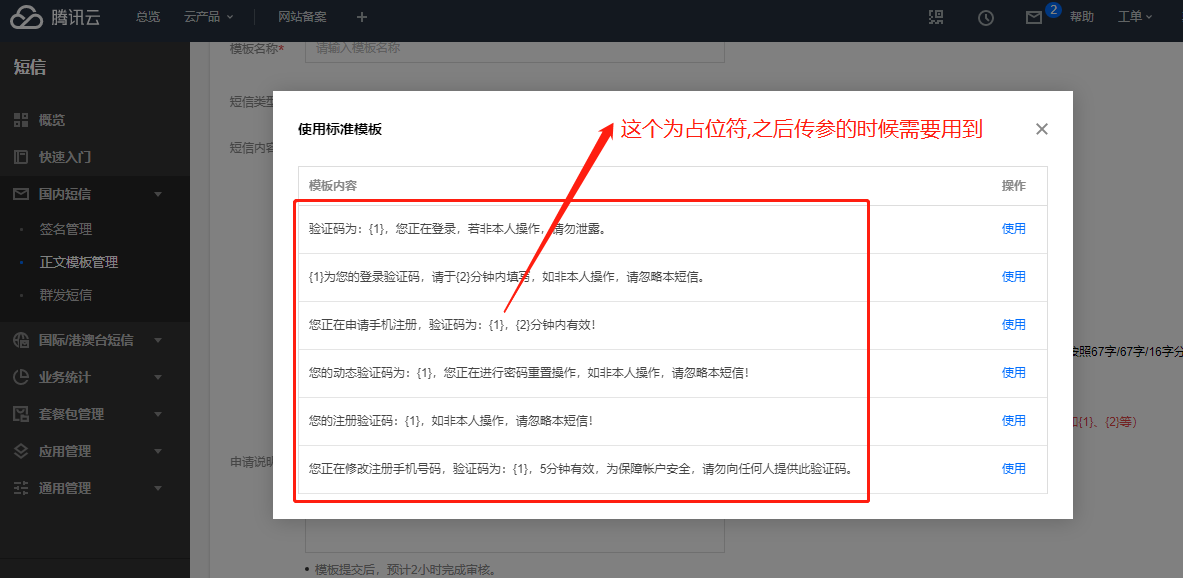 腾讯云 总览 云产品 网站备案 + 2 帮助 工单
短信
概览
快速入门
国内短信
签名管理
正文模板管理
群发短信
国际/港澳台短信
业务统计
套餐包管理
应用管理
通用管理
模板名称* 请输入模板名称
短信类型
短信内容
申请说明
这个为占位符,之后传参的时候需要用到
使用标准模板
模板内容 操作
验证码为：{1}，您正在登录，若非本人操作，请勿泄露。 使用
{1}为您的登录验证码，请于{2}分钟内填写，如非本人操作，请忽略本短信。 使用
您正在申请手机注册，验证码为：{1}，{2}分钟内有效！ 使用
您的动态验证码为：{1}，您正在进行密码重置操作，如非本人操作，请忽略本短信！ 使用
您的注册验证码：{1}，如非本人操作，请忽略本短信！ 使用
您正在修改注册手机号码，验证码为：{1}，5分钟有效，为保障帐户安全，请勿向任何人提供此验证码。 使用
按照67字/67字/16字分
如{1}、{2}等）
• 模板提交后，预计2小时完成审核。